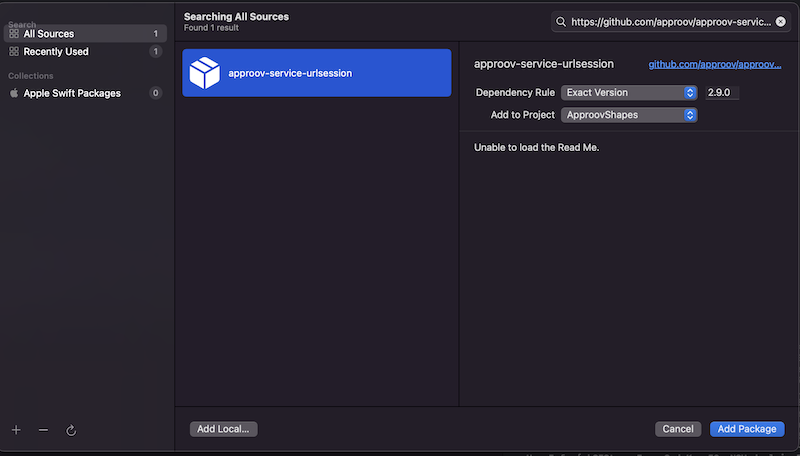 Search
All Sources 1
Recently Used 1
Collections
Apple Swift Packages 0
Searching All Sources
Found 1 result
https://github.com/approov/approov-servic...
approov-service-urlsession
approov-service-urlsession
github.com/approov/approov...
Dependency Rule Exact Version 2.9.0
Add to Project ApproovShapes
Unable to load the Read Me.
Add Local...
Cancel
Add Package